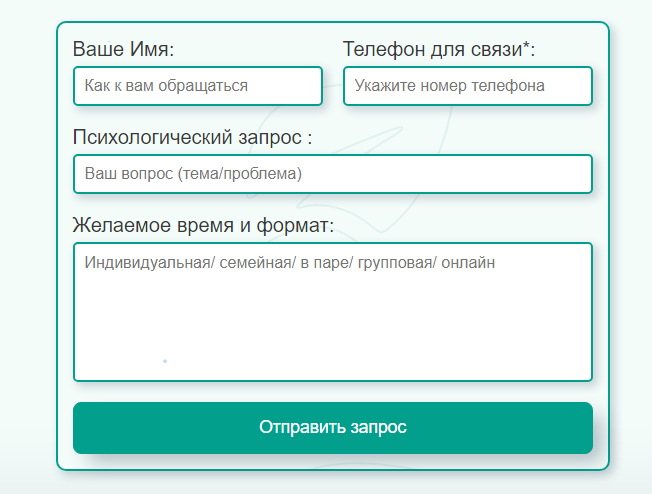 Ваше Имя:
Телефон для связи*:
Как к вам обращаться
Укажите номер телефона
Психологический запрос :
Ваш вопрос (тема/проблема)
Желаемое время и формат:
Индивидуальная/ семейная/ в паре/ групповая/ онлайн
Отправить запрос